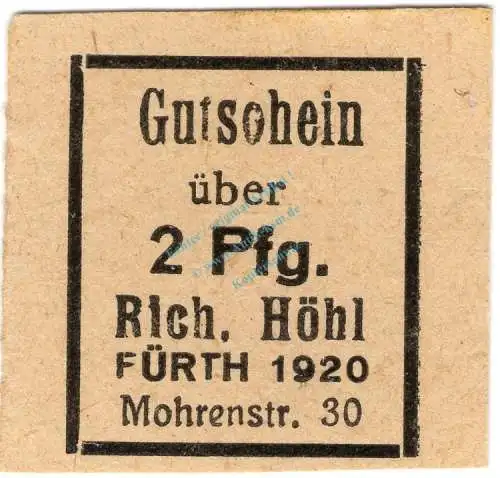 Gutschein
über
2 Pfg.
Rich. Höhl
FÜRTH 1920
Mohrenstr. 30